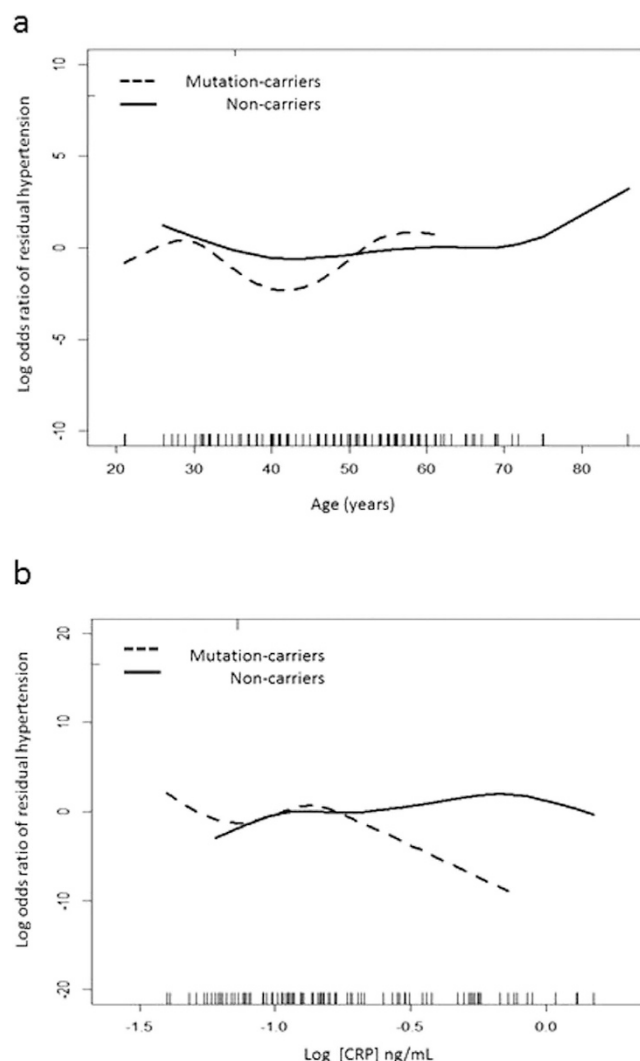 a
Log odds ratio of residual hypertension
10
5
0
-5
-10
Mutation-carriers
Non-carriers
20 30 40 50 60 70 80
Age (years)
b
Log odds ratio of residual hypertension
20
10
0
-10
-20
Mutation-carriers
Non-carriers
-1.5 -1.0 -0.5 0.0
Log [CRP] ng/mL